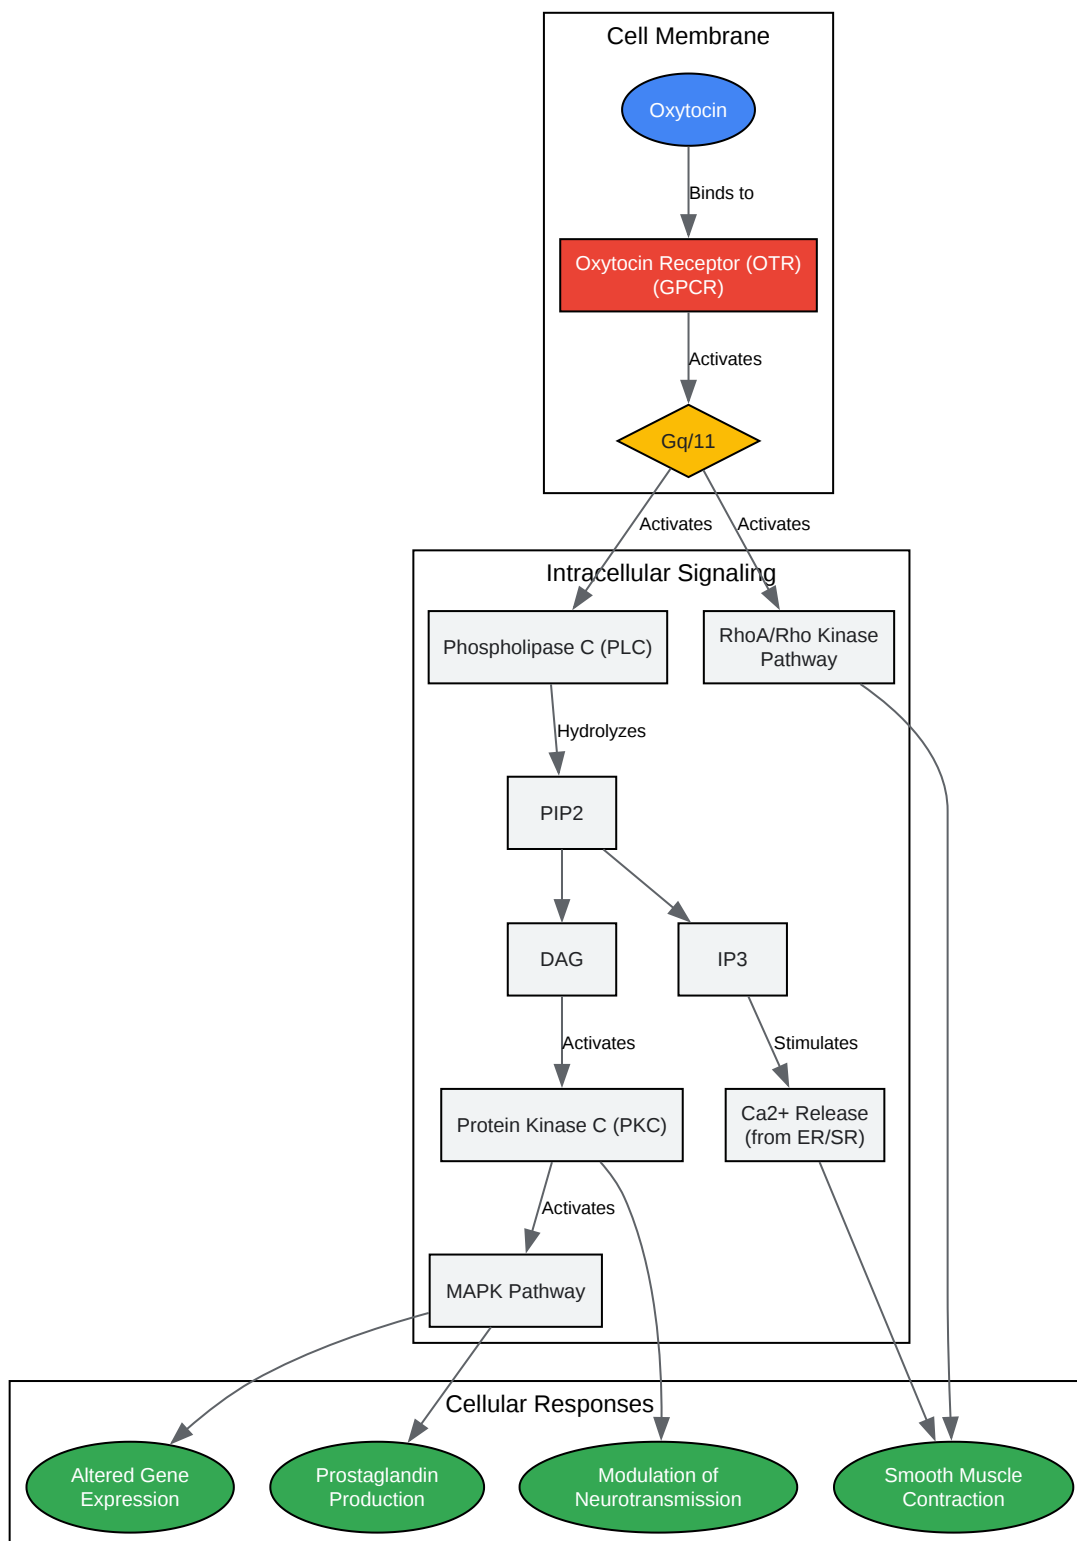 Cell Membrane
Oxytocin
Binds to
Oxytocin Receptor (OTR)
(GPCR)
Activates
Gq/11
Activates
Activates
Intracellular Signaling
Phospholipase C (PLC)
RhoA/Rho Kinase
Pathway
Hydrolyzes
PIP2
DAG
IP3
Activates
Stimulates
Protein Kinase C (PKC)
Ca2+ Release
(from ER/SR)
Activates
MAPK Pathway
Cellular Responses
Altered Gene
Expression
Prostaglandin
Production
Modulation of
Neurotransmission
Smooth Muscle
Contraction